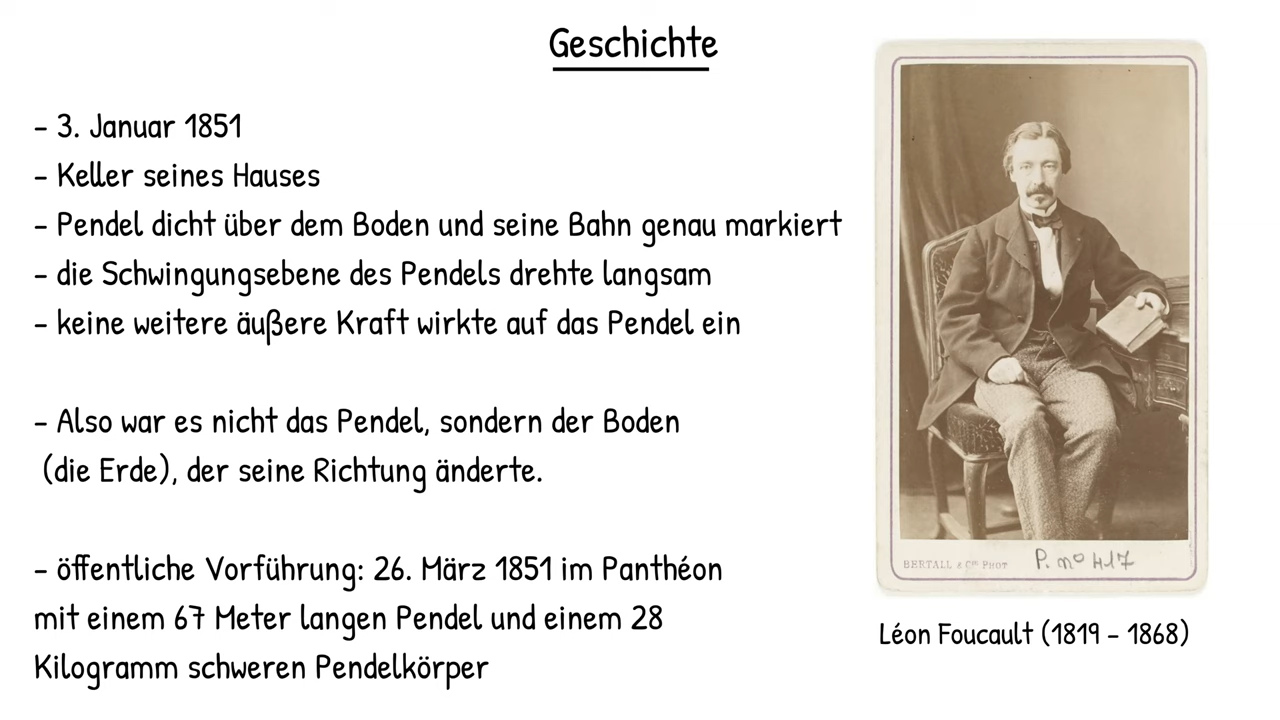 Geschichte
- 3. Januar 1851
- Keller seines Hauses
- Pendel dicht über dem Boden und seine Bahn genau markiert
- die Schwingungsebene des Pendels drehte langsam
- keine weitere äußere Kraft wirkte auf das Pendel ein
- Also war es nicht das Pendel, sondern der Boden
(die Erde), der seine Richtung änderte.
- öffentliche Vorführung: 26. März 1851 im Panthéon
mit einem 67 Meter langen Pendel und einem 28
Kilogramm schweren Pendelkörper
BERTALL & Cie PHOT
P. no 417
Léon Foucault (1819 - 1868)